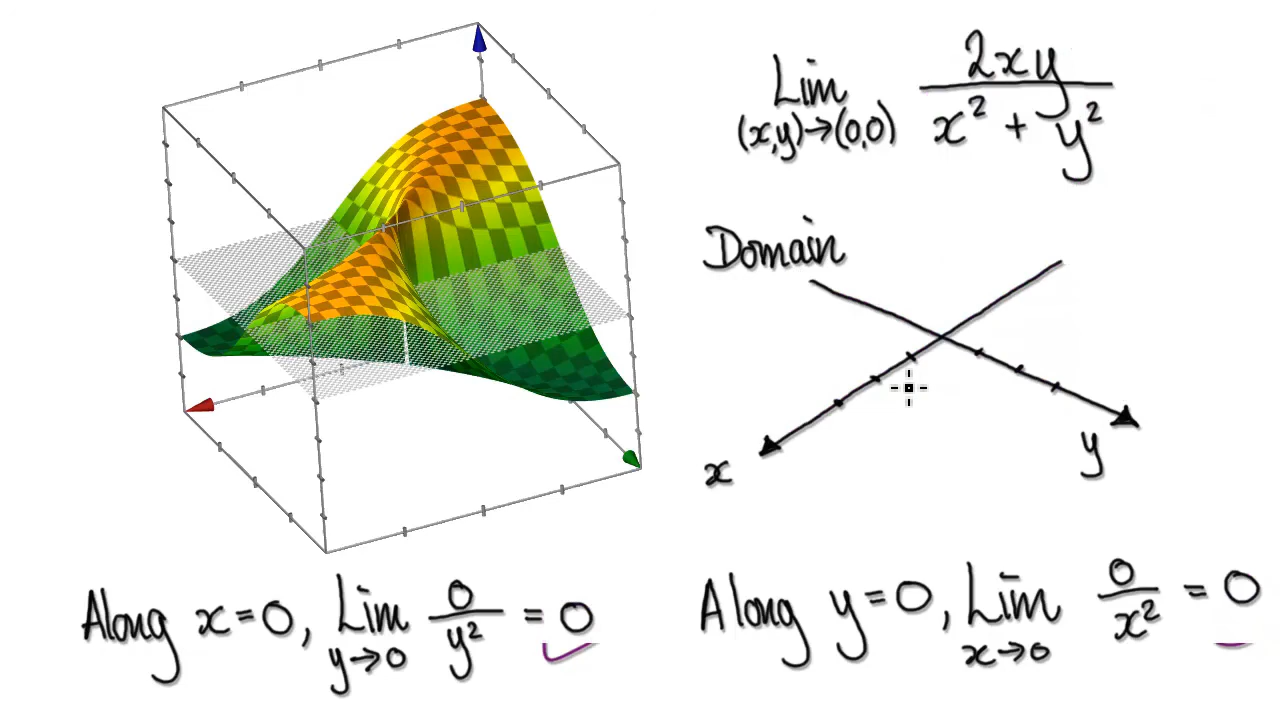 Lim (x,y)→(0,0) 2xy / x² + y²
Domain
x
y
Along x=0, Lim y→0 0/y² = 0
Along y=0, Lim x→0 0/x² = 0